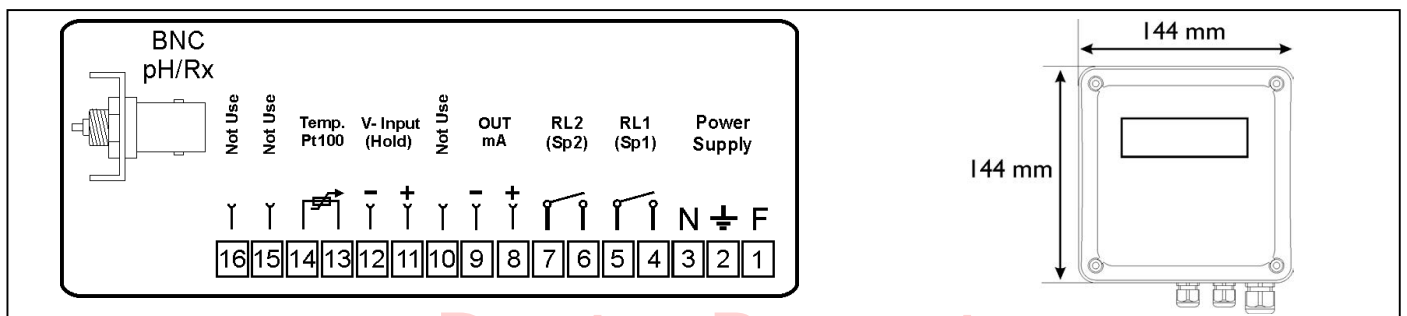 BNC
pH/Rx
Not Use
Not Use
Temp.
Pt100
V- Input
(Hold)
Not Use
OUT
mA
RL2
(Sp2)
RL1
(Sp1)
Power
Supply
- + - +
N F
16 15 14 13 12 11 10 9 8 7 6 5 4 3 2 1
144 mm
144 mm